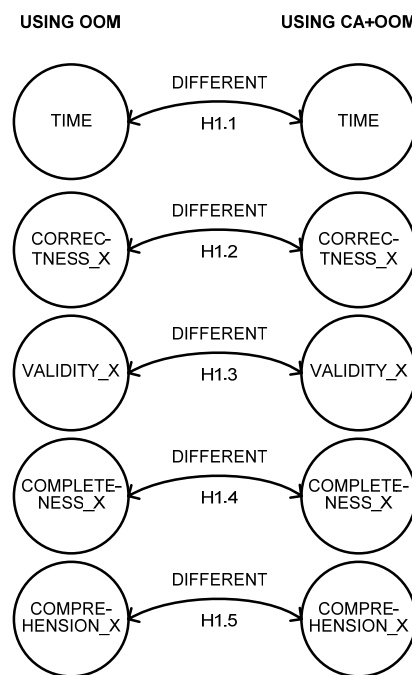 USING OOM USING CA+OOM
DIFFERENT
TIME H1.1 TIME
DIFFERENT
CORREC-
TNESS_X
H1.2
CORREC-
TNESS_X
DIFFERENT
VALIDITY_X H1.3 VALIDITY_X
DIFFERENT
COMPLETE-
NESS_X
H1.4
COMPLETE-
NESS_X
DIFFERENT
COMPRE-
HENSION_X
H1.5
COMPRE-
HENSION_X